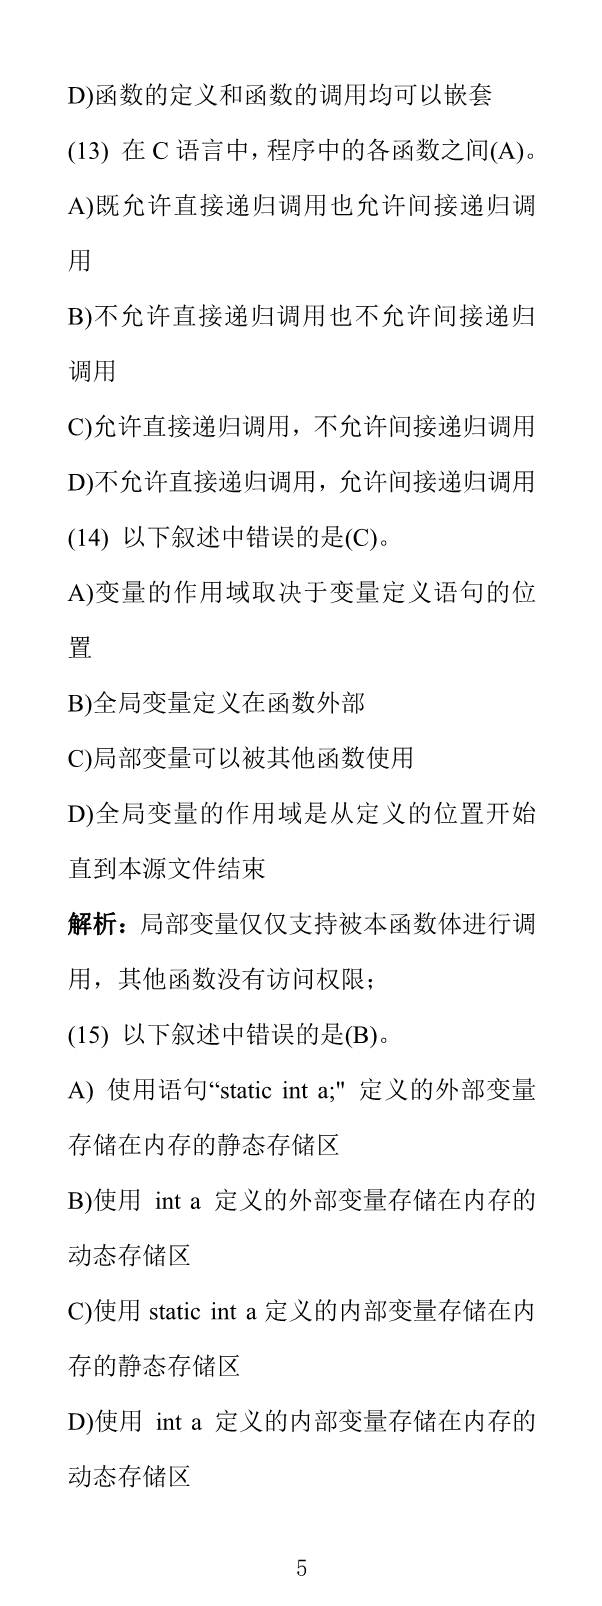 D)函数的定义和函数的调用均可以嵌套
(13) 在 C 语言中，程序中的各函数之间(A)。
A)既允许直接递归调用也允许间接递归调
用
B)不允许直接递归调用也不允许间接递归
调用
C)允许直接递归调用，不允许间接递归调用
D)不允许直接递归调用，允许间接递归调用
(14) 以下叙述中错误的是(C)。
A)变量的作用域取决于变量定义语句的位
置
B)全局变量定义在函数外部
C)局部变量可以被其他函数使用
D)全局变量的作用域是从定义的位置开始
直到本源文件结束
解析：局部变量仅仅支持被本函数体进行调
用，其他函数没有访问权限；
(15) 以下叙述中错误的是(B)。
A) 使用语句“static int a;" 定义的外部变量
存储在内存的静态存储区
B)使用 int a 定义的外部变量存储在内存的
动态存储区
C)使用 static int a 定义的内部变量存储在内
存的静态存储区
D)使用 int a 定义的内部变量存储在内存的
动态存储区
5